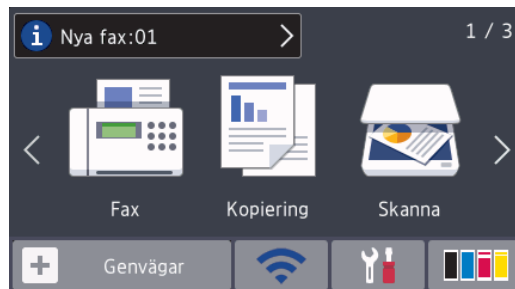 Nya fax:01
1 / 3
Fax
Kopiering
Skanna
Genvägar